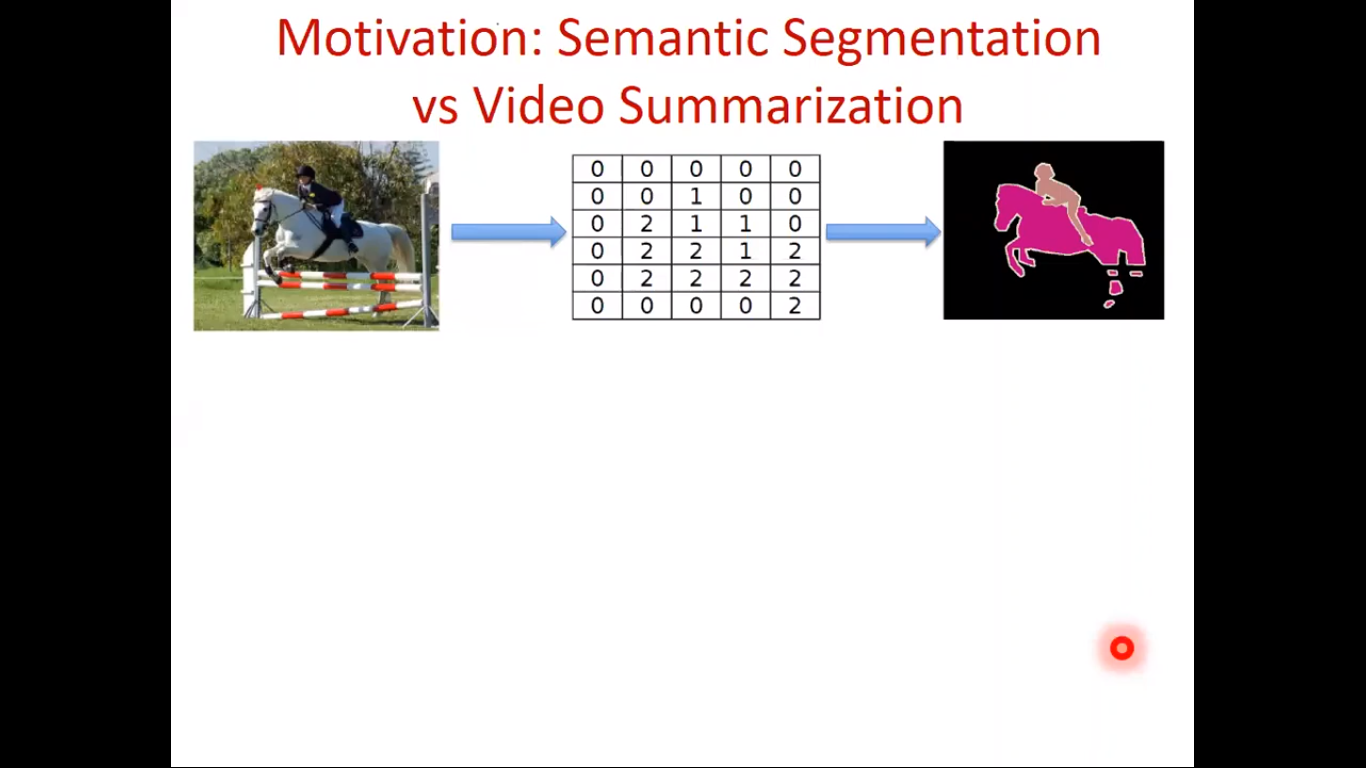 Motivation: Semantic Segmentation
vs Video Summarization
0 0 0 0 0
0 0 1 0 0
0 2 1 1 0
0 2 2 1 2
0 2 2 2 2
0 0 0 0 2